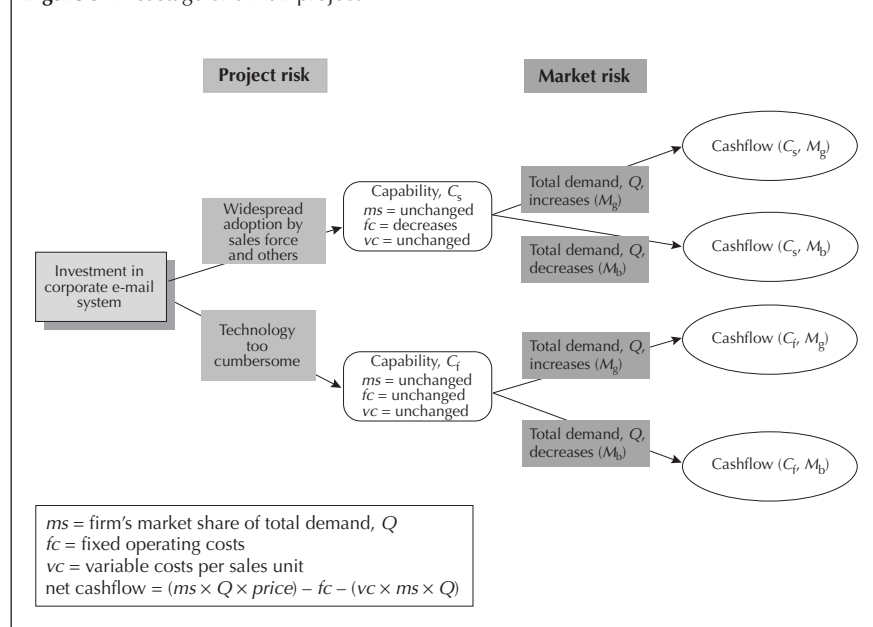 Project risk
Market risk
Investment in
corporate e-mail
system
Widespread
adoption by
sales force
and others
Technology
too
cumbersome
Capability, Cs
ms = unchanged
fc = decreases
vc = unchanged
Capability, Cf
ms = unchanged
fc = unchanged
vc = unchanged
Total demand, Q,
increases (Mg)
Total demand, Q,
decreases (Mb)
Total demand, Q,
increases (Mg)
Total demand, Q,
decreases (Mb)
Cashflow (Cs, Mg)
Cashflow (Cs, Mb)
Cashflow (Cf, Mg)
Cashflow (Cf, Mb)
ms = firm's market share of total demand, Q
fc = fixed operating costs
vc = variable costs per sales unit
net cashflow = (ms × Q × price) – fc – (vc × ms × Q)